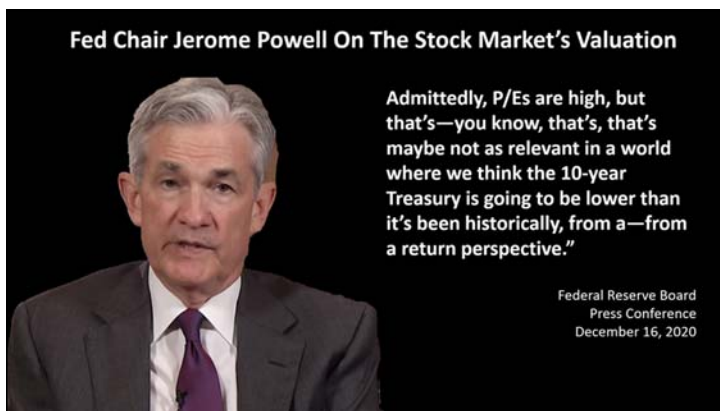 Fed Chair Jerome Powell On The Stock Market’s Valuation
Admittedly, P/Es are high, but
that’s—you know, that’s, that’s
maybe not as relevant in a world
where we think the 10-year
Treasury is going to be lower than
it’s been historically, from a—from
a return perspective.”
Federal Reserve Board
Press Conference
December 16, 2020